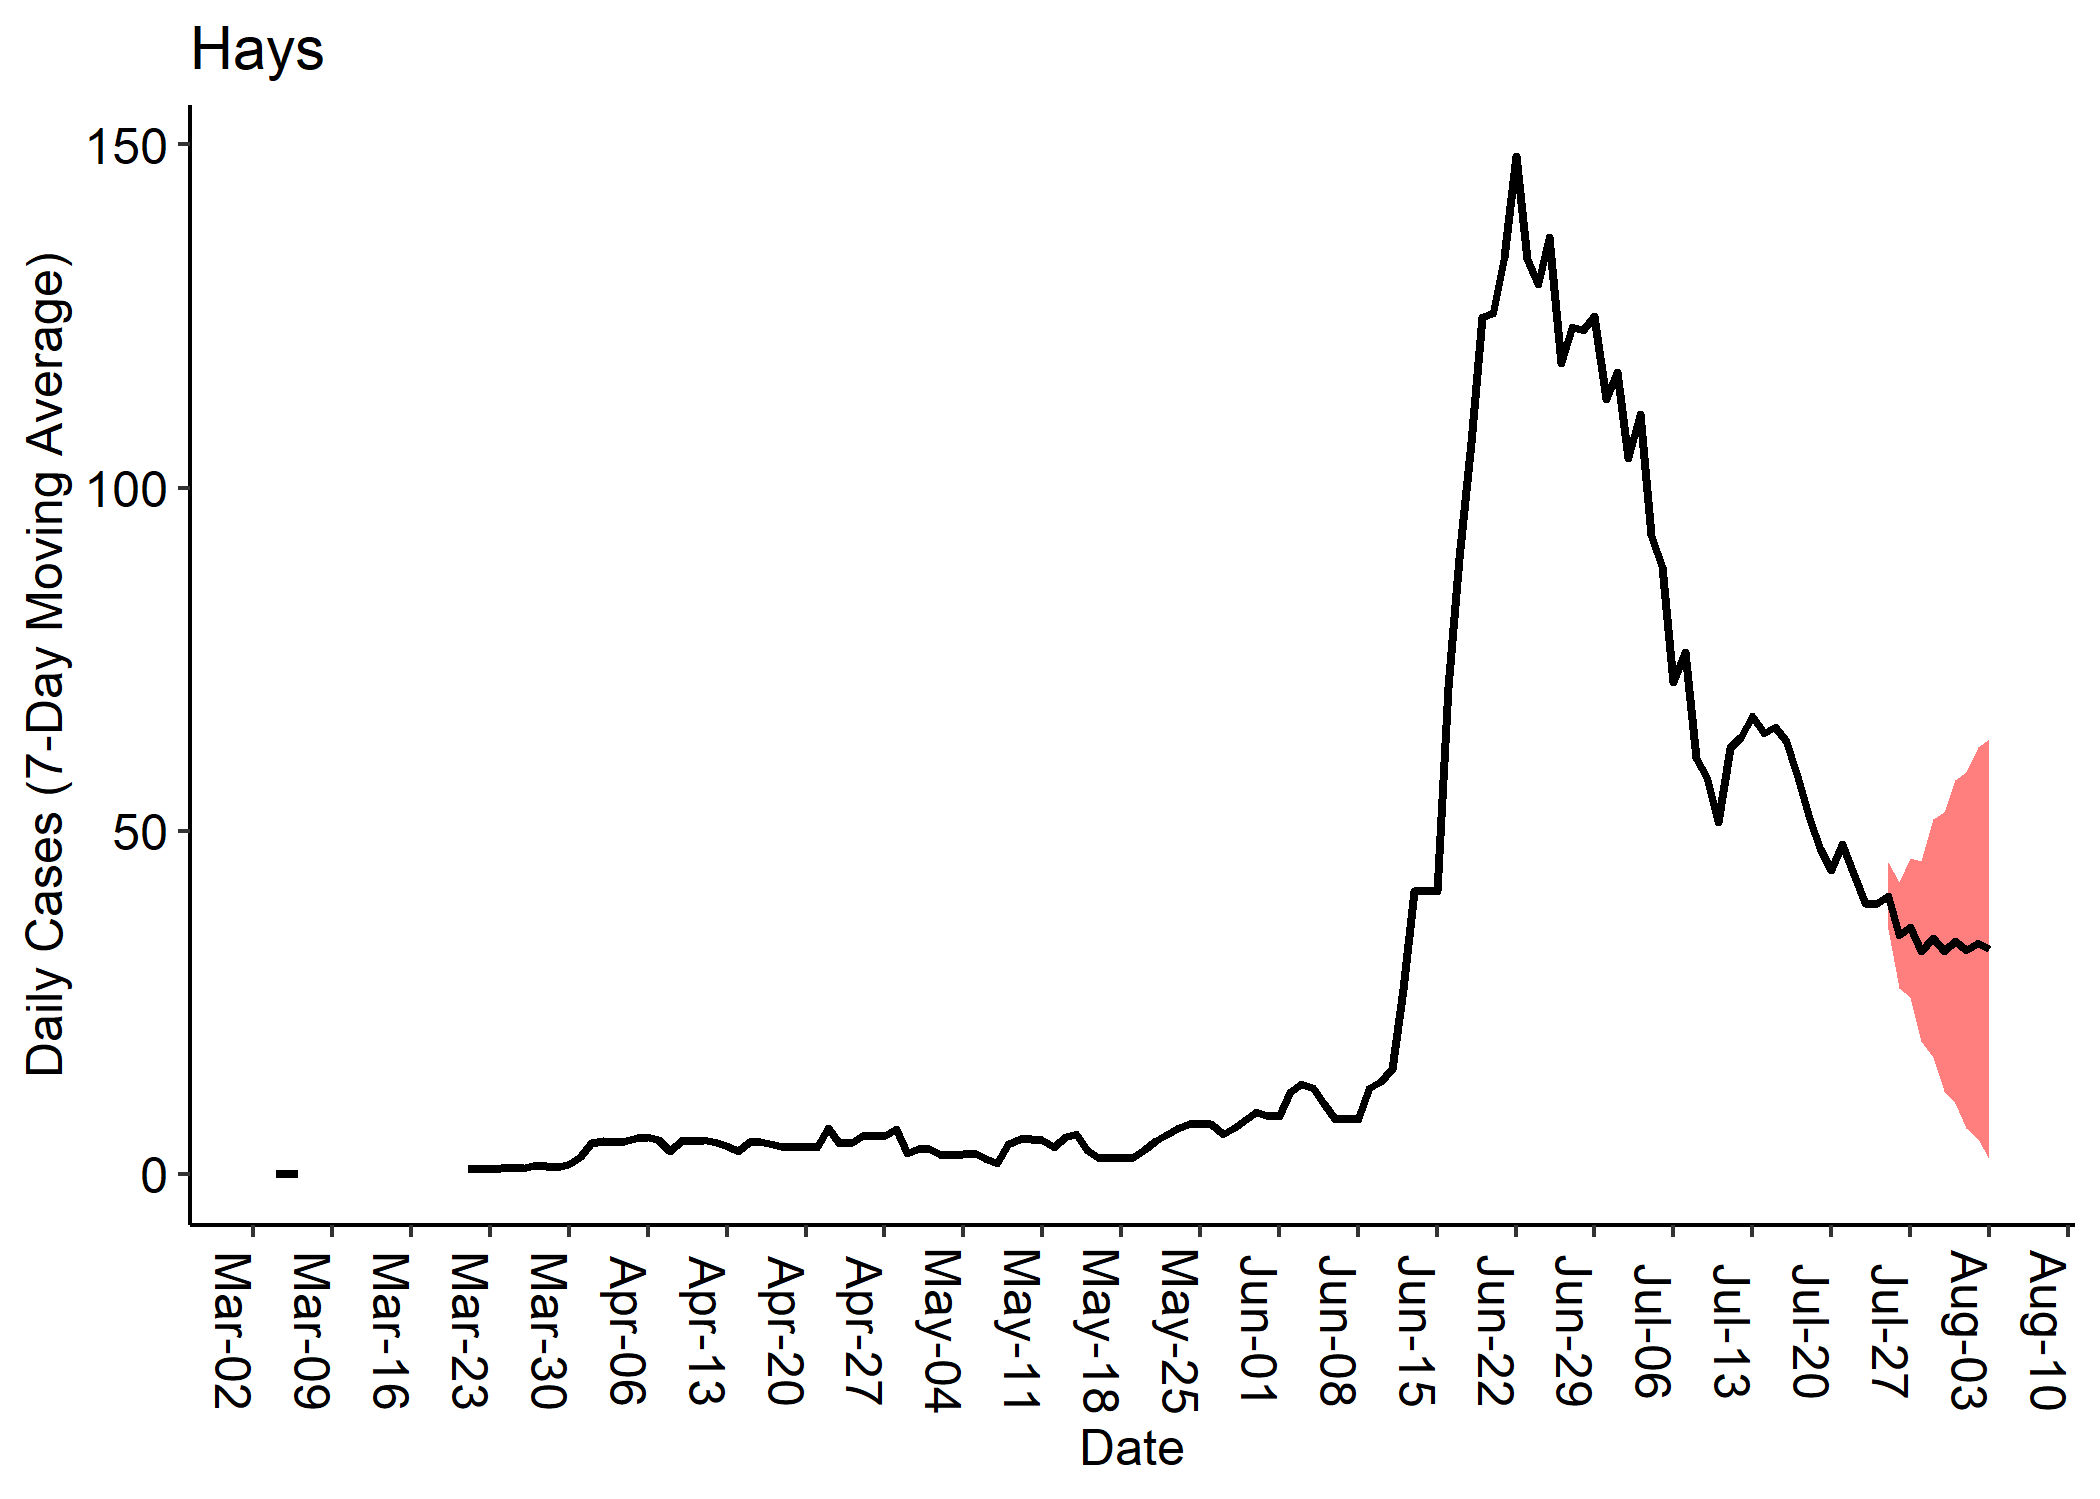 Hays
Daily Cases (7-Day Moving Average)
150
100
50
0
Mar-02
Mar-09
Mar-16
Mar-23
Mar-30
Apr-06
Apr-13
Apr-20
Apr-27
May-04
May-11
May-18
May-25
Jun-01
Jun-08
Jun-15
Jun-22
Jun-29
Jul-06
Jul-13
Jul-20
Jul-27
Aug-03
Aug-10
Date